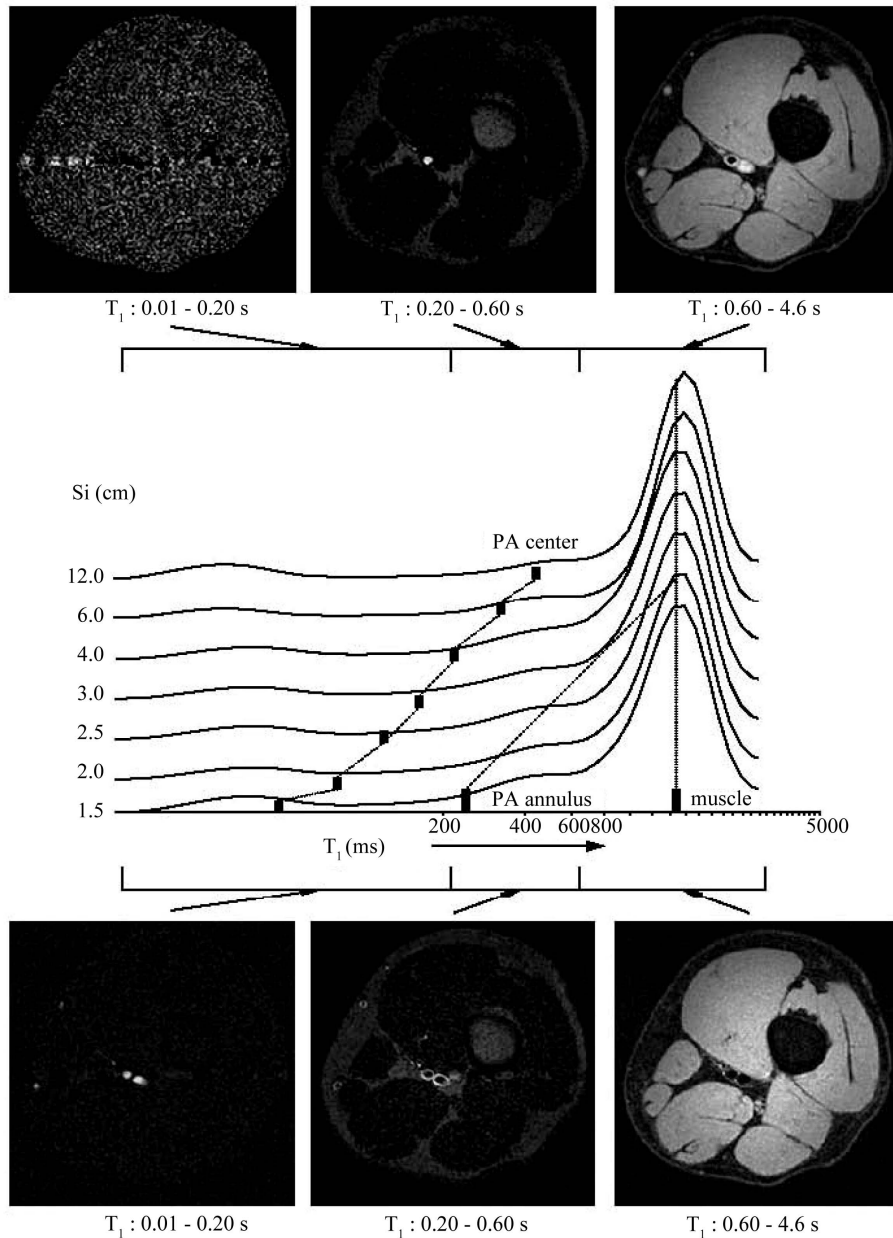 T1 : 0.01 - 0.20 s
T1 : 0.20 - 0.60 s
T1 : 0.60 - 4.6 s
Si (cm)
PA center
12.0
6.0
4.0
3.0
2.5
2.0
1.5
PA annulus
muscle
200
400
600
800
5000
T1 (ms)
T1 : 0.01 - 0.20 s
T1 : 0.20 - 0.60 s
T1 : 0.60 - 4.6 s